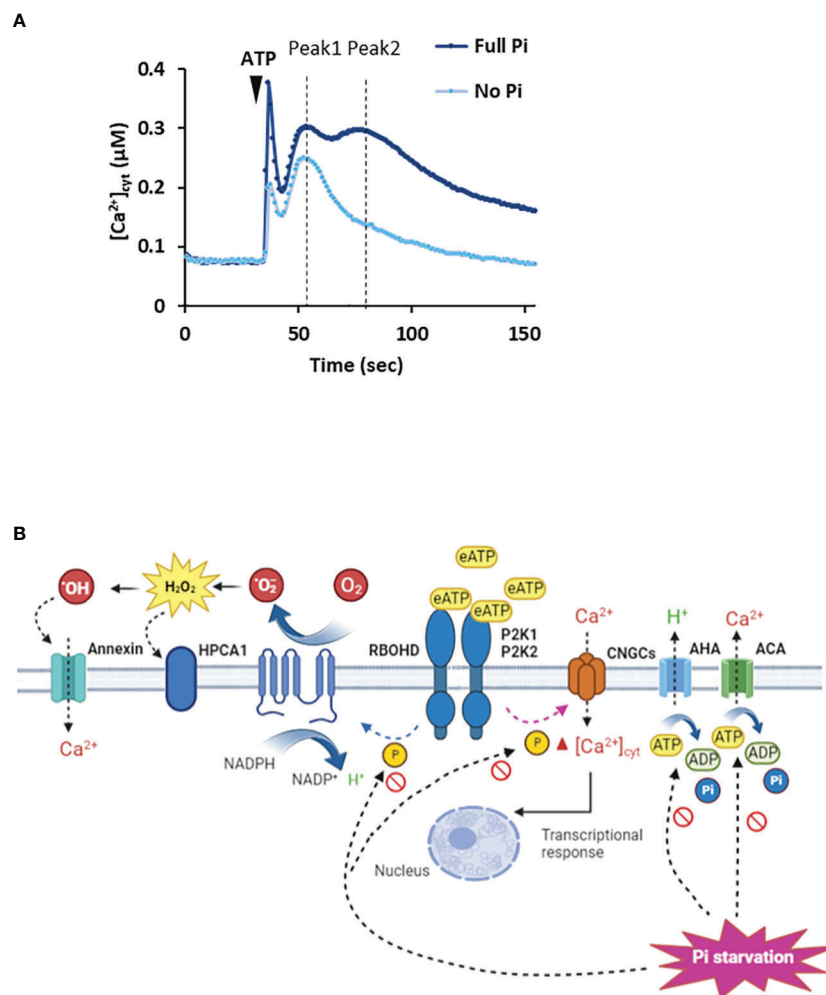 A
Peak1 Peak2
Full Pi
ATP
No Pi
0.4
0.3
0.2
0.1
0
[Ca²⁺]cyt (µM)
0
50
100
150
Time (sec)
B
eATP
eATP
eATP
eATP
•OH
H₂O₂
•O₂⁻
O₂
Ca²⁺
H⁺
Ca²⁺
Annexin
HPCA1
RBOHD
P2K1
P2K2
CNGCs
AHA
ACA
Ca²⁺
NADPH
NADP⁺
H⁺
P
P
[Ca²⁺]cyt
ATP
ADP
Pi
ATP
ADP
Pi
Nucleus
Transcriptional
response
Pi starvation